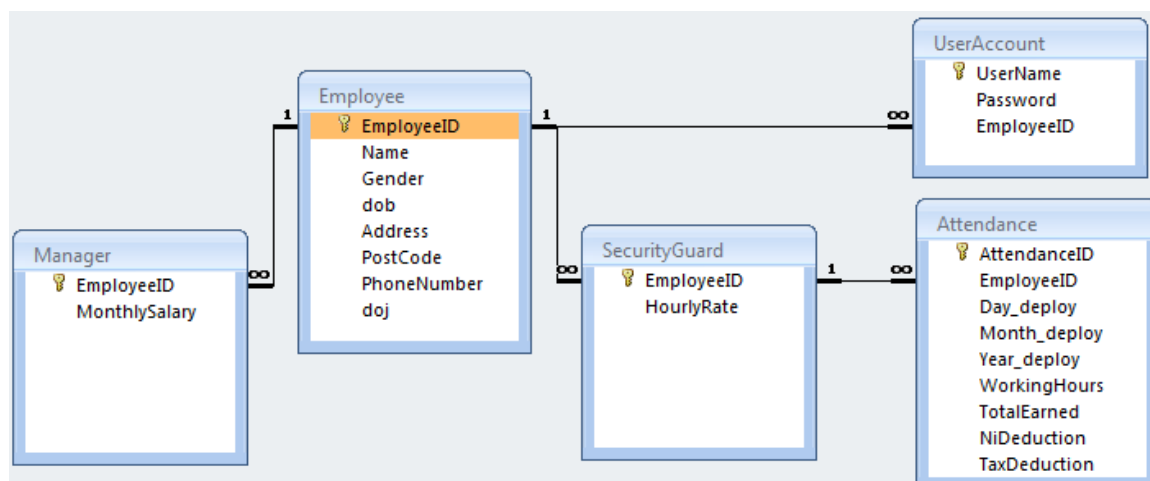 UserAccount
UserName
Password
EmployeeID
Employee
EmployeeID
Name
Gender
dob
Address
PostCode
PhoneNumber
doj
1
1
∞
Manager
EmployeeID
MonthlySalary
∞
SecurityGuard
EmployeeID
HourlyRate
∞
1
∞
Attendance
AttendanceID
EmployeeID
Day_deploy
Month_deploy
Year_deploy
WorkingHours
TotalEarned
NiDeduction
TaxDeduction